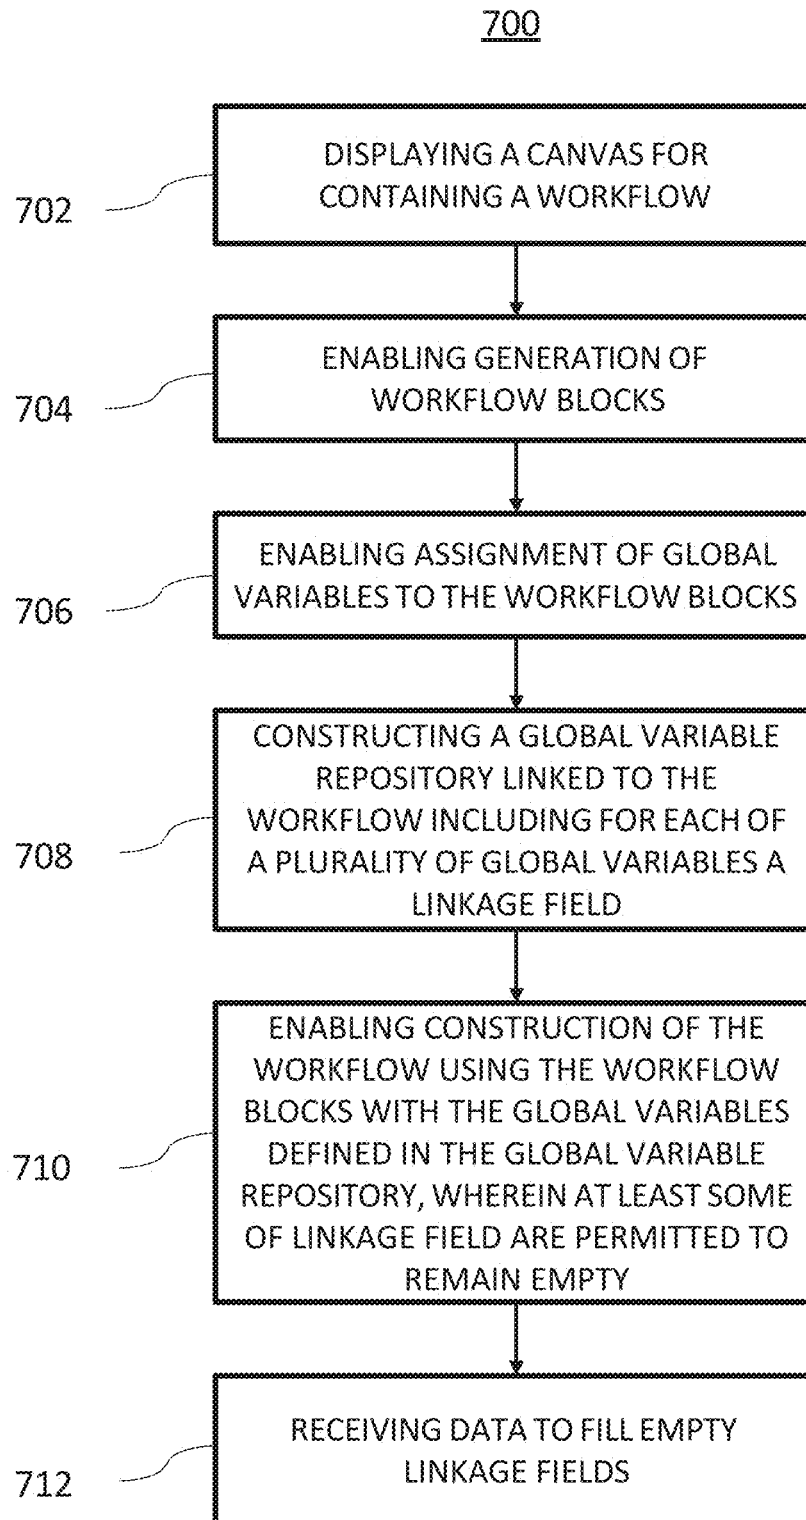 700
702
DISPLAYING A CANVAS FOR
CONTAINING A WORKFLOW
704
ENABLING GENERATION OF
WORKFLOW BLOCKS
706
ENABLING ASSIGNMENT OF GLOBAL
VARIABLES TO THE WORKFLOW BLOCKS
708
CONSTRUCTING A GLOBAL VARIABLE
REPOSITORY LINKED TO THE
WORKFLOW INCLUDING FOR EACH OF
A PLURALITY OF GLOBAL VARIABLES A
LINKAGE FIELD
710
ENABLING CONSTRUCTION OF THE
WORKFLOW USING THE WORKFLOW
BLOCKS WITH THE GLOBAL VARIABLES
DEFINED IN THE GLOBAL VARIABLE
REPOSITORY, WHEREIN AT LEAST SOME
OF LINKAGE FIELD ARE PERMITTED TO
REMAIN EMPTY
712
RECEIVING DATA TO FILL EMPTY
LINKAGE FIELDS